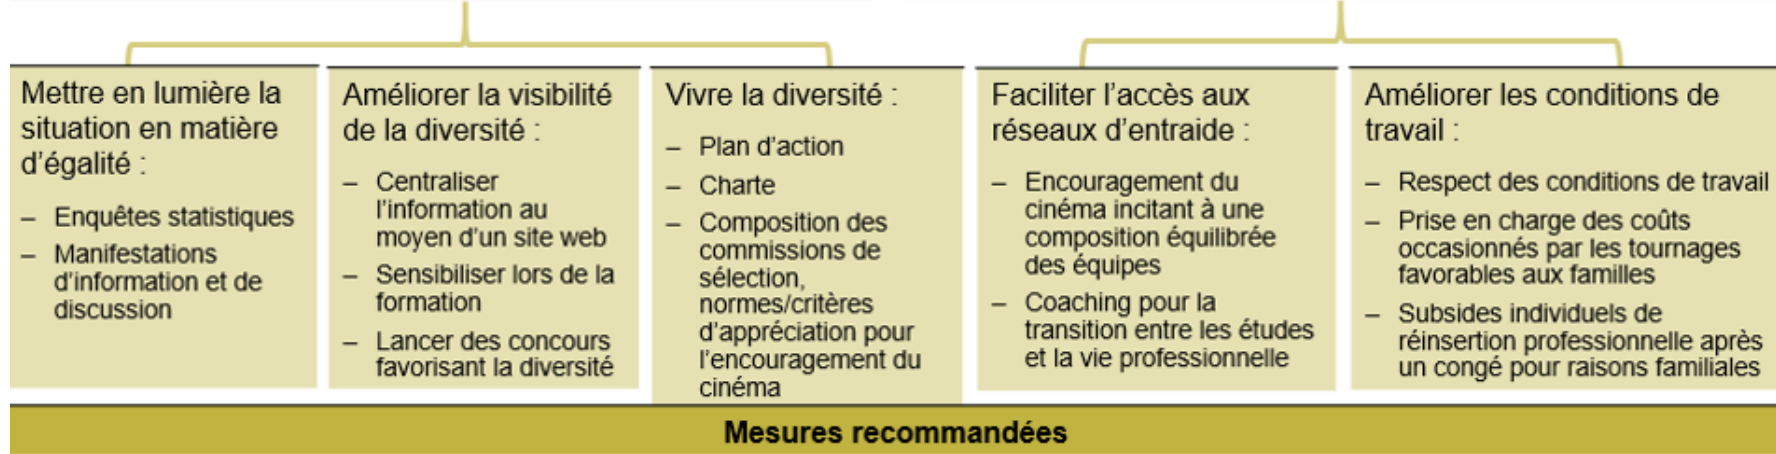 Mettre en lumière la
situation en matière
d’égalité :
– Enquêtes statistiques
– Manifestations
d’information et de
discussion
Améliorer la visibilité
de la diversité :
– Centraliser
l’information au
moyen d’un site web
– Sensibiliser lors de la
formation
– Lancer des concours
favorisant la diversité
Vivre la diversité :
– Plan d’action
– Charte
– Composition des
commissions de
sélection,
normes/critères
d’appréciation pour
l’encouragement du
cinéma
Faciliter l’accès aux
réseaux d’entraide :
– Encouragement du
cinéma incitant à une
composition équilibrée
des équipes
– Coaching pour la
transition entre les études
et la vie professionnelle
Améliorer les conditions de
travail :
– Respect des conditions de travail
– Prise en charge des coûts
occasionnés par les tournages
favorables aux familles
– Subsides individuels de
réinsertion professionnelle après
un congé pour raisons familiales
Mesures recommandées